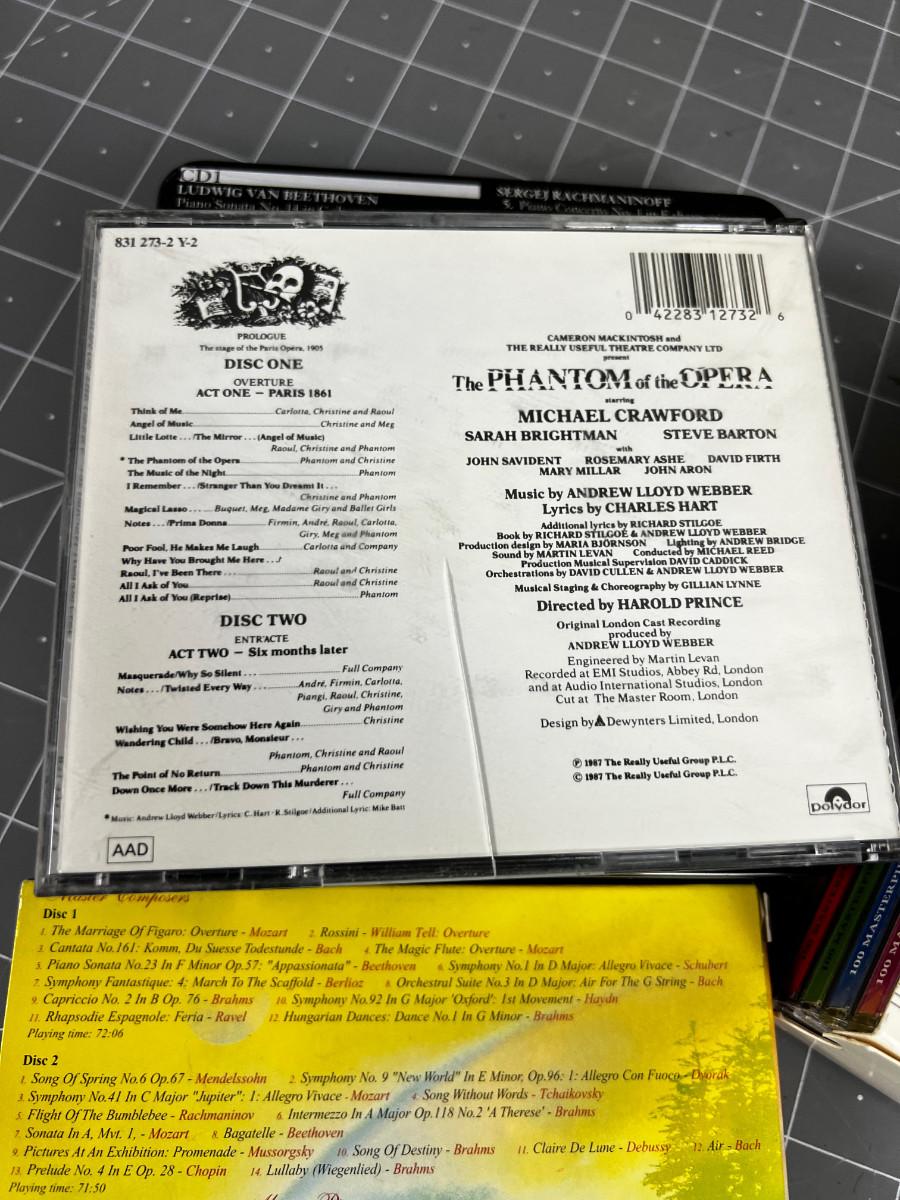 CD1
LUDWIG VAN BEETHOVEN
SERGEJ RACHMANINOFF
831 273-2 Y-2
PROLOGUE
The stage of the Paris Opéra, 1905
DISC ONE
OVERTURE
ACT ONE — PARIS 1861
Think of Me Carlotta, Christine and Raoul
Angel of Music Christine and Meg
Little Lotte . . ./The Mirror . . . (Angel of Music)
Raoul, Christine and Phantom
* The Phantom of the Opera Phantom and Christine
The Music of the Night Phantom
I Remember . . ./Stranger Than You Dreamt It . . .
Christine and Phantom
Magical Lasso Buquet, Meg, Madame Giry and Ballet Girls
Notes . . ./Prima Donna Firmin, André, Raoul, Carlotta,
Giry, Meg and Phantom
Poor Fool, He Makes Me Laugh Carlotta and Company
Why Have You Brought Me Here . . ./
Raoul, I've Been There Raoul and Christine
All I Ask of You Raoul and Christine
All I Ask of You (Reprise) Phantom
DISC TWO
ENTR'ACTE
ACT TWO — Six months later
Masquerade/Why So Silent Full Company
Notes . . ./Twisted Every Way André, Firmin, Carlotta,
Piangi, Raoul, Christine,
Giry and Phantom
Wishing You Were Somehow Here Again Christine
Wandering Child . . ./Bravo, Monsieur . . .
Phantom, Christine and Raoul
The Point of No Return Phantom and Christine
Down Once More . . ./Track Down This Murderer . . .
Full Company
* Music: Andrew Lloyd Webber/Lyrics: C. Hart - R. Stilgoe/Additional Lyric: Mike Batt
AAD
0 42283 12732 6
CAMERON MACKINTOSH and
THE REALLY USEFUL THEATRE COMPANY LTD
present
The PHANTOM of the OPERA
starring
MICHAEL CRAWFORD
SARAH BRIGHTMAN STEVE BARTON
with
JOHN SAVIDENT ROSEMARY ASHE DAVID FIRTH
MARY MILLAR JOHN ARON
Music by ANDREW LLOYD WEBBER
Lyrics by CHARLES HART
Additional lyrics by RICHARD STILGOE
Book by RICHARD STILGOE & ANDREW LLOYD WEBBER
Production design by MARIA BJÖRNSON Lighting by ANDREW BRIDGE
Sound by MARTIN LEVAN Conducted by MICHAEL REED
Production Musical Supervision DAVID CADDICK
Orchestrations by DAVID CULLEN & ANDREW LLOYD WEBBER
Musical Staging & Choreography by GILLIAN LYNNE
Directed by HAROLD PRINCE
Original London Cast Recording
produced by
ANDREW LLOYD WEBBER
Engineered by Martin Levan
Recorded at EMI Studios, Abbey Rd, London
and at Audio International Studios, London
Cut at The Master Room, London
Design by Dewynters Limited, London
℗ 1987 The Really Useful Group P.L.C.
© 1987 The Really Useful Group P.L.C.
polydor
100 MASTERPI
100 M
Master Composers
Disc 1
1. The Marriage Of Figaro: Overture - Mozart 2. Rossini - William Tell: Overture
3. Cantata No.161: Komm, Du Suesse Todestunde - Bach 4. The Magic Flute: Overture - Mozart
5. Piano Sonata No.23 In F Minor Op.57: "Appassionata" - Beethoven 6. Symphony No.1 In D Major: Allegro Vivace - Schubert
7. Symphony Fantastique: 4: March To The Scaffold - Berlioz 8. Orchestral Suite No.3 In D Major: Air For The G String - Bach
9. Capriccio No. 2 In B Op. 76 - Brahms 10. Symphony No.92 In G Major 'Oxford': 1st Movement - Haydn
11. Rhapsodie Espagnole: Feria - Ravel 12. Hungarian Dances: Dance No.1 In G Minor - Brahms
Playing time: 72:06
Disc 2
1. Song Of Spring No.6 Op.67 - Mendelssohn 2. Symphony No. 9 "New World" In E Minor, Op.96: 1: Allegro Con Fuoco - Dvorak
3. Symphony No.41 In C Major "Jupiter": 1: Allegro Vivace - Mozart 4. Song Without Words - Tchaikovsky
5. Flight Of The Bumblebee - Rachmaninov 6. Intermezzo In A Major Op.118 No.2 'A Therese' - Brahms
7. Sonata In A, Mvt. 1, - Mozart 8. Bagatelle - Beethoven
9. Pictures At An Exhibition: Promenade - Mussorgsky 10. Song Of Destiny - Brahms 11. Claire De Lune - Debussy 12. Air - Bach
13. Prelude No. 4 In E Op. 28 - Chopin 14. Lullaby (Wiegenlied) - Brahms
Playing time: 71:50